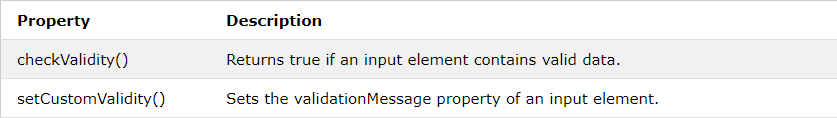 Property Description
checkValidity() Returns true if an input element contains valid data.
setCustomValidity() Sets the validationMessage property of an input element.